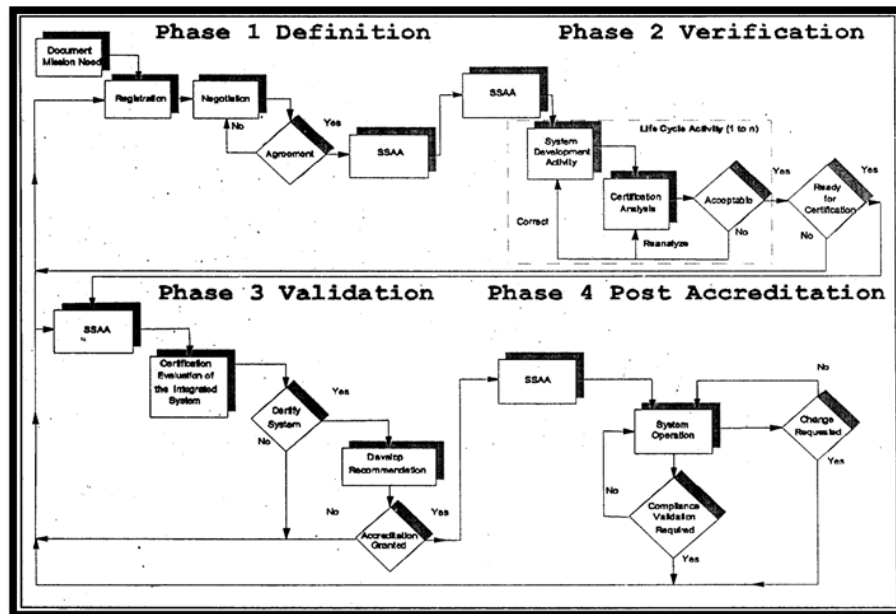 Phase 1 Definition
Phase 2 Verification
Document
Mission Need
Registration
Negotiation
No
Yes
Agreement
SSAA
SSAA
Life Cycle Activity (1 to n)
System
Development
Activity
Certification
Analysis
Acceptable
Yes
No
Correct
Reanalyze
Ready
for
Certification
Yes
No
Phase 3 Validation
Phase 4 Post Accreditation
SSAA
Certification
Evaluation of
the Integrated
System
Yes
Certify
System
No
Develop
Recommendation
No
Yes
Accreditation
Granted
SSAA
System
Operation
No
Change
Requested
Yes
No
Compliance
Validation
Required
Yes